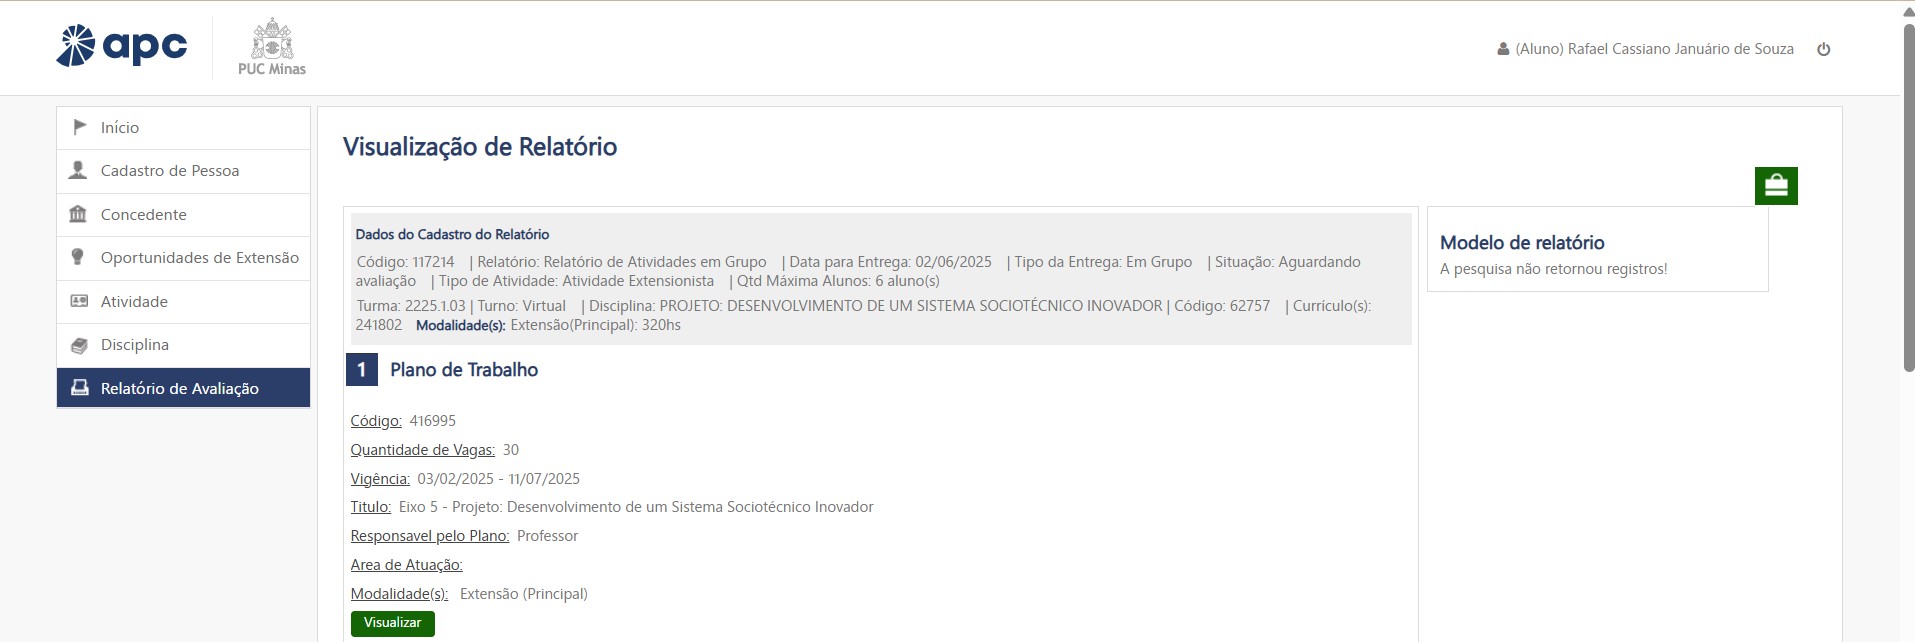 apc
PUC Minas
(Aluno) Rafael Cassiano Januário de Souza
Início
Cadastro de Pessoa
Concedente
Oportunidades de Extensão
Atividade
Disciplina
Relatório de Avaliação
Visualização de Relatório
Dados do Cadastro do Relatório
Código: 117214 | Relatório: Relatório de Atividades em Grupo | Data para Entrega: 02/06/2025 | Tipo da Entrega: Em Grupo | Situação: Aguardando
avaliação | Tipo de Atividade: Atividade Extensionista | Qtd Máxima Alunos: 6 aluno(s)
Turma: 2225.1.03 | Turno: Virtual | Disciplina: PROJETO: DESENVOLVIMENTO DE UM SISTEMA SOCIOTÉCNICO INOVADOR | Código: 62757 | Currículo(s):
241802 Modalidade(s): Extensão(Principal): 320hs
1 Plano de Trabalho
Código: 416995
Quantidade de Vagas: 30
Vigência: 03/02/2025 - 11/07/2025
Titulo: Eixo 5 - Projeto: Desenvolvimento de um Sistema Sociotécnico Inovador
Responsavel pelo Plano: Professor
Area de Atuação:
Modalidade(s): Extensão (Principal)
Visualizar
Modelo de relatório
A pesquisa não retornou registros!